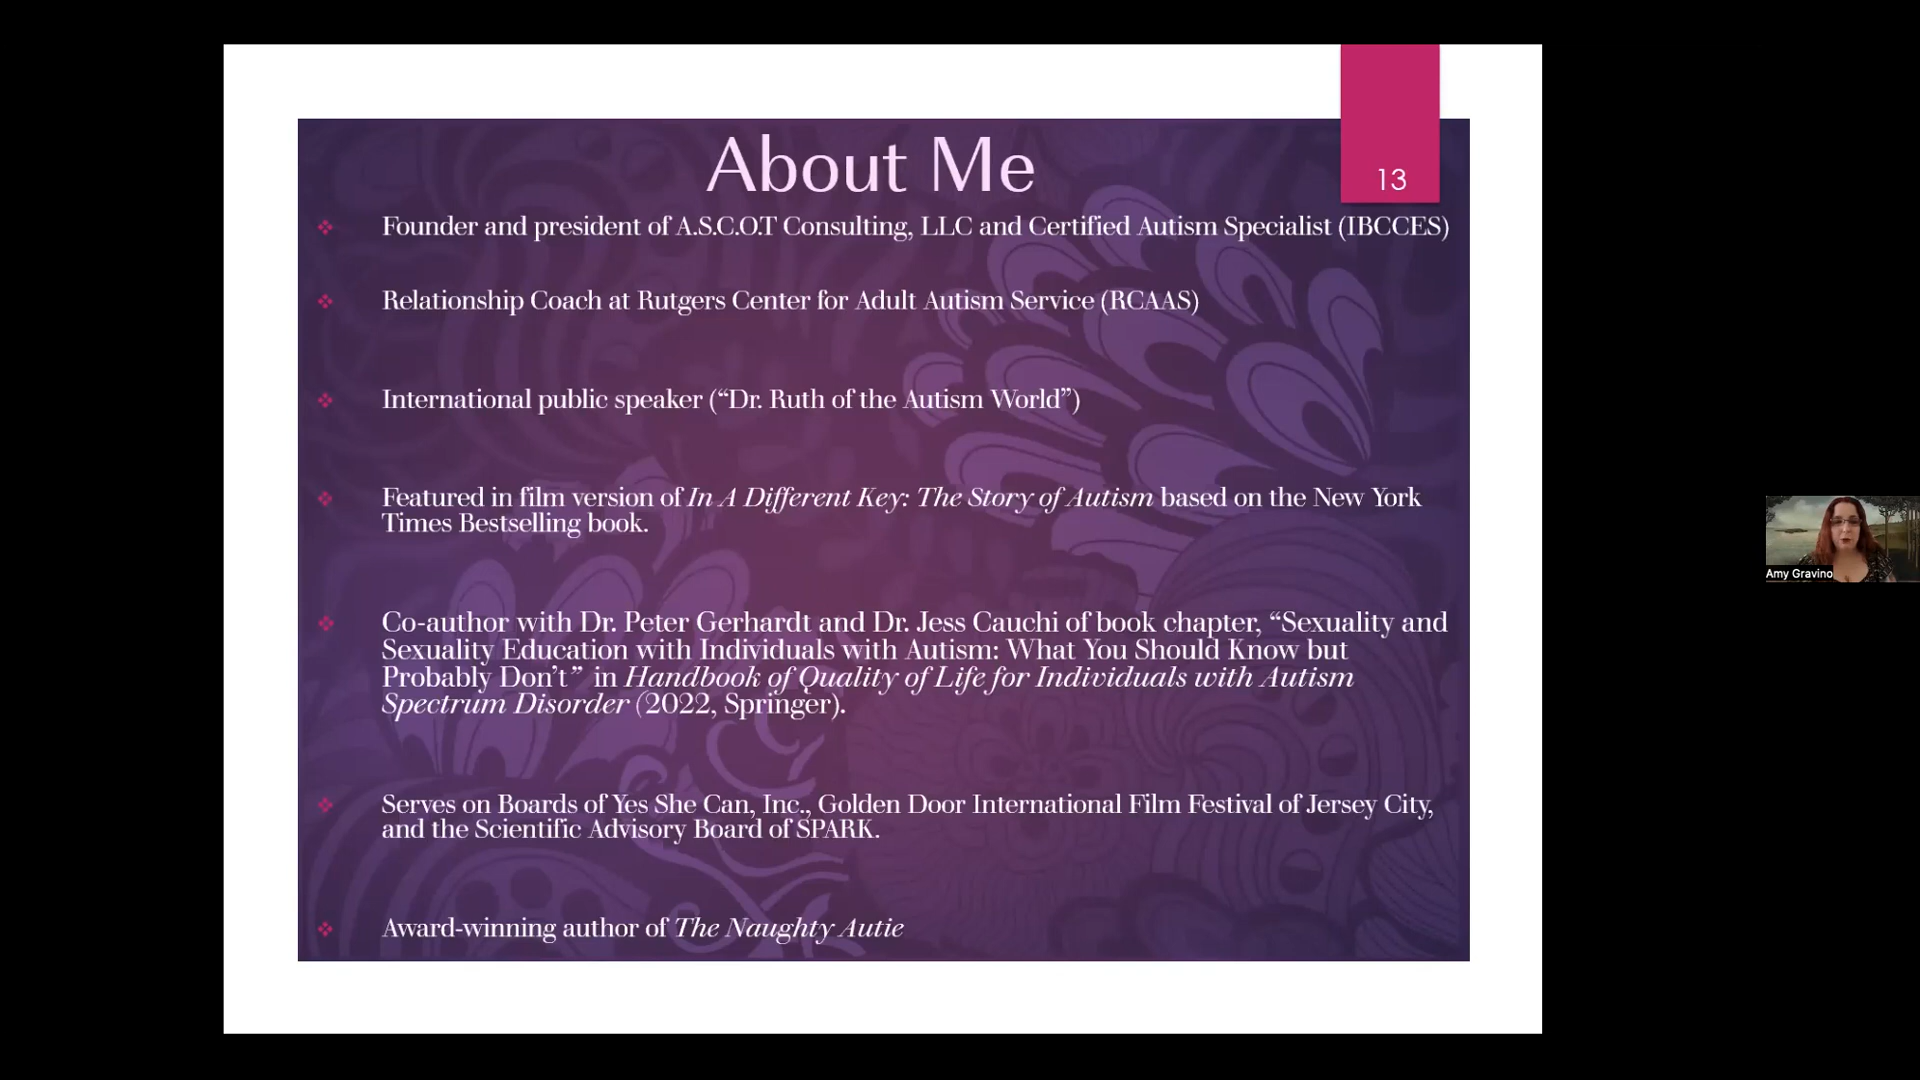 About Me
13
Founder and president of A.S.C.O.T Consulting, LLC and Certified Autism Specialist (IBCCES)
Relationship Coach at Rutgers Center for Adult Autism Service (RCAAS)
International public speaker (“Dr. Ruth of the Autism World”)
Featured in film version of In A Different Key: The Story of Autism based on the New York
Times Bestselling book.
Co-author with Dr. Peter Gerhardt and Dr. Jess Cauchi of book chapter, “Sexuality and
Sexuality Education with Individuals with Autism: What You Should Know but
Probably Don’t” in Handbook of Quality of Life for Individuals with Autism
Spectrum Disorder (2022, Springer).
Serves on Boards of Yes She Can, Inc., Golden Door International Film Festival of Jersey City,
and the Scientific Advisory Board of SPARK.
Award-winning author of The Naughty Autie
Amy Gravino